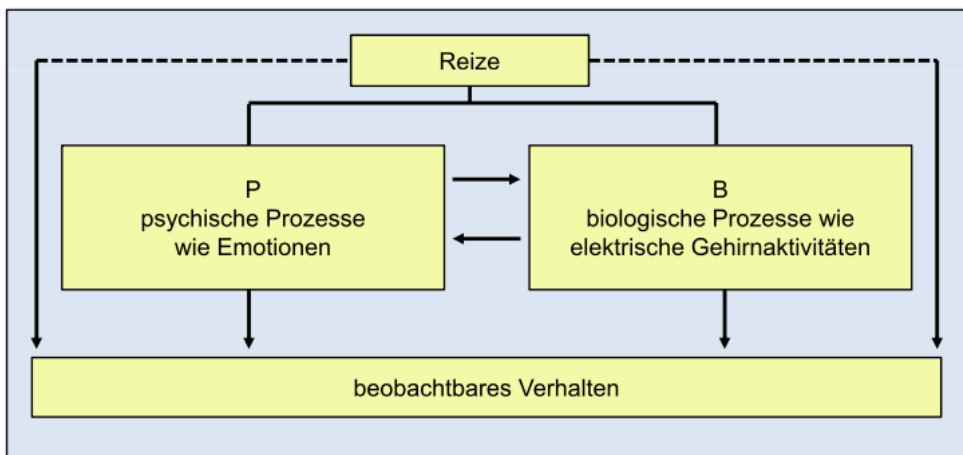 Reize
P
psychische Prozesse
wie Emotionen
B
biologische Prozesse wie
elektrische Gehirnaktivitäten
beobachtbares Verhalten